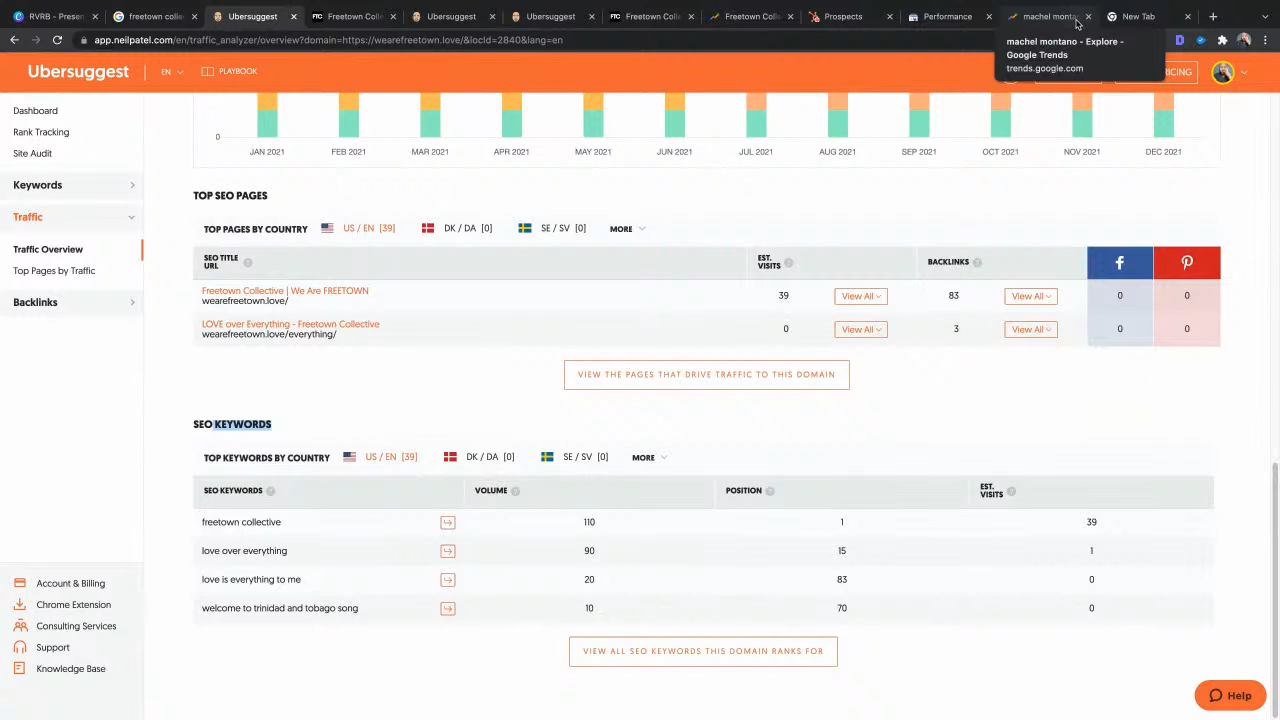 RVRB - Presen
freetown collec
Ubersuggest
Freetown Colle
Ubersuggest
Ubersuggest
Freetown Colle
Freetown Coll
Prospects
Performance
machel montan
New Tab
app.neilpatel.com/en/traffic_analyzer/overview?domain=https://wearefreetown.love/&locId=2840&lang=en
machel montano - Explore -
Google Trends
trends.google.com
Ubersuggest
EN
PLAYBOOK
RICING
Dashboard
Rank Tracking
Site Audit
Keywords
Traffic
Traffic Overview
Top Pages by Traffic
Backlinks
Account & Billing
Chrome Extension
Consulting Services
Support
Knowledge Base
0
JAN 2021 FEB 2021 MAR 2021 APR 2021 MAY 2021 JUN 2021 JUL 2021 AUG 2021 SEP 2021 OCT 2021 NOV 2021 DEC 2021
TOP SEO PAGES
TOP PAGES BY COUNTRY US / EN [39] DK / DA [0] SE / SV [0] MORE
SEO TITLE
URL
EST.
VISITS
BACKLINKS
Freetown Collective | We Are FREETOWN
wearefreetown.love/
39 View All 83 View All 0 0
LOVE over Everything - Freetown Collective
wearefreetown.love/everything/
0 View All 3 View All 0 0
VIEW THE PAGES THAT DRIVE TRAFFIC TO THIS DOMAIN
SEO KEYWORDS
TOP KEYWORDS BY COUNTRY US / EN [39] DK / DA [0] SE / SV [0] MORE
SEO KEYWORDS VOLUME POSITION EST.
VISITS
freetown collective 110 1 39
love over everything 90 15 1
love is everything to me 20 83 0
welcome to trinidad and tobago song 10 70 0
VIEW ALL SEO KEYWORDS THIS DOMAIN RANKS FOR
Help